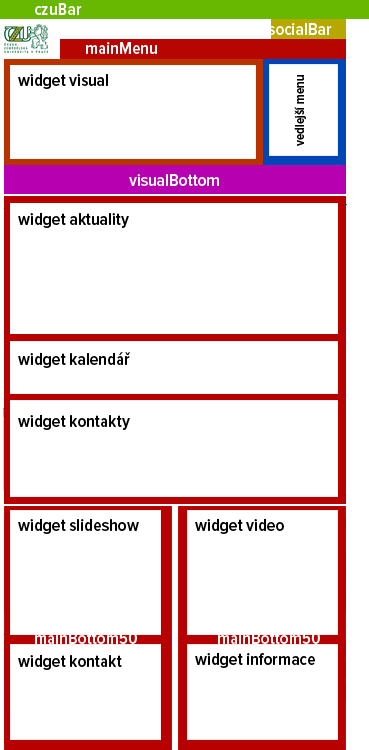 czuBar
socialBar
mainMenu
widget visual
vedlejší menu
visualBottom
widget aktuality
widget kalendář
widget kontakty
widget slideshow
widget video
mainBottom50
mainBottom50
widget kontakt
widget informace